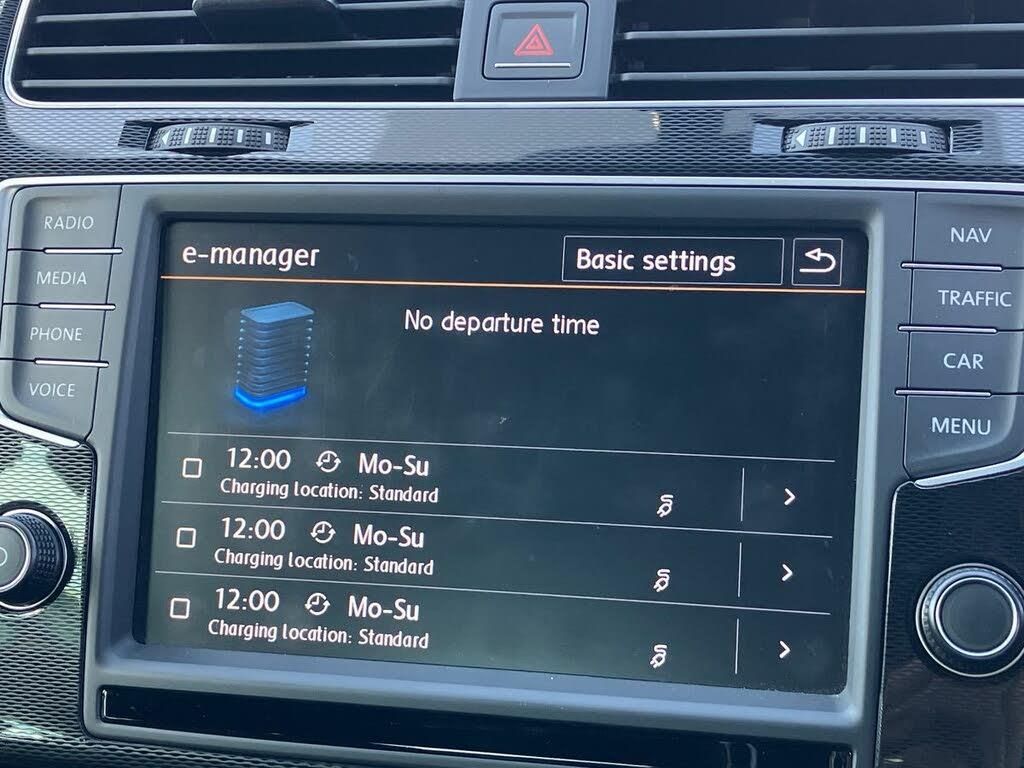 RADIO
MEDIA
PHONE
VOICE
e-manager
Basic settings
No departure time
12:00 Mo-Su
Charging location: Standard
12:00 Mo-Su
Charging location: Standard
12:00 Mo-Su
Charging location: Standard
NAV
TRAFFIC
CAR
MENU